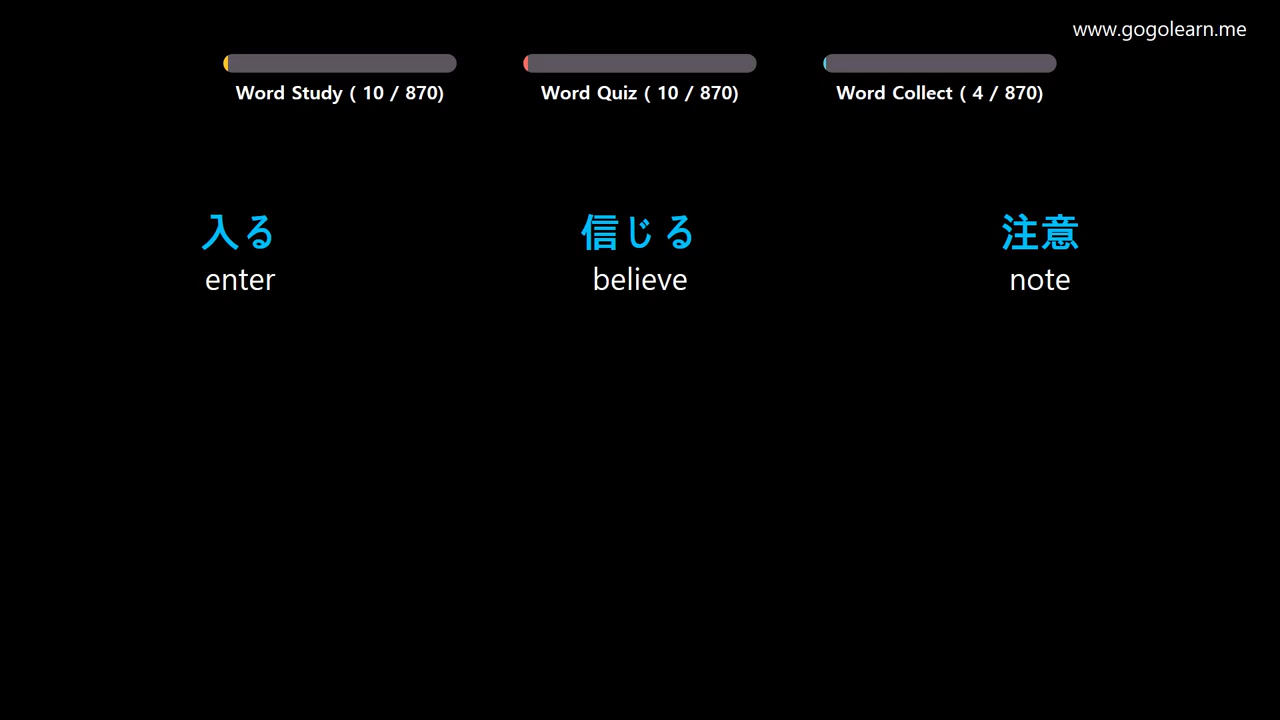 www.gogolearn.me
Word Study ( 10 / 870)
Word Quiz ( 10 / 870)
Word Collect ( 4 / 870)
入る
enter
信じる
believe
注意
note